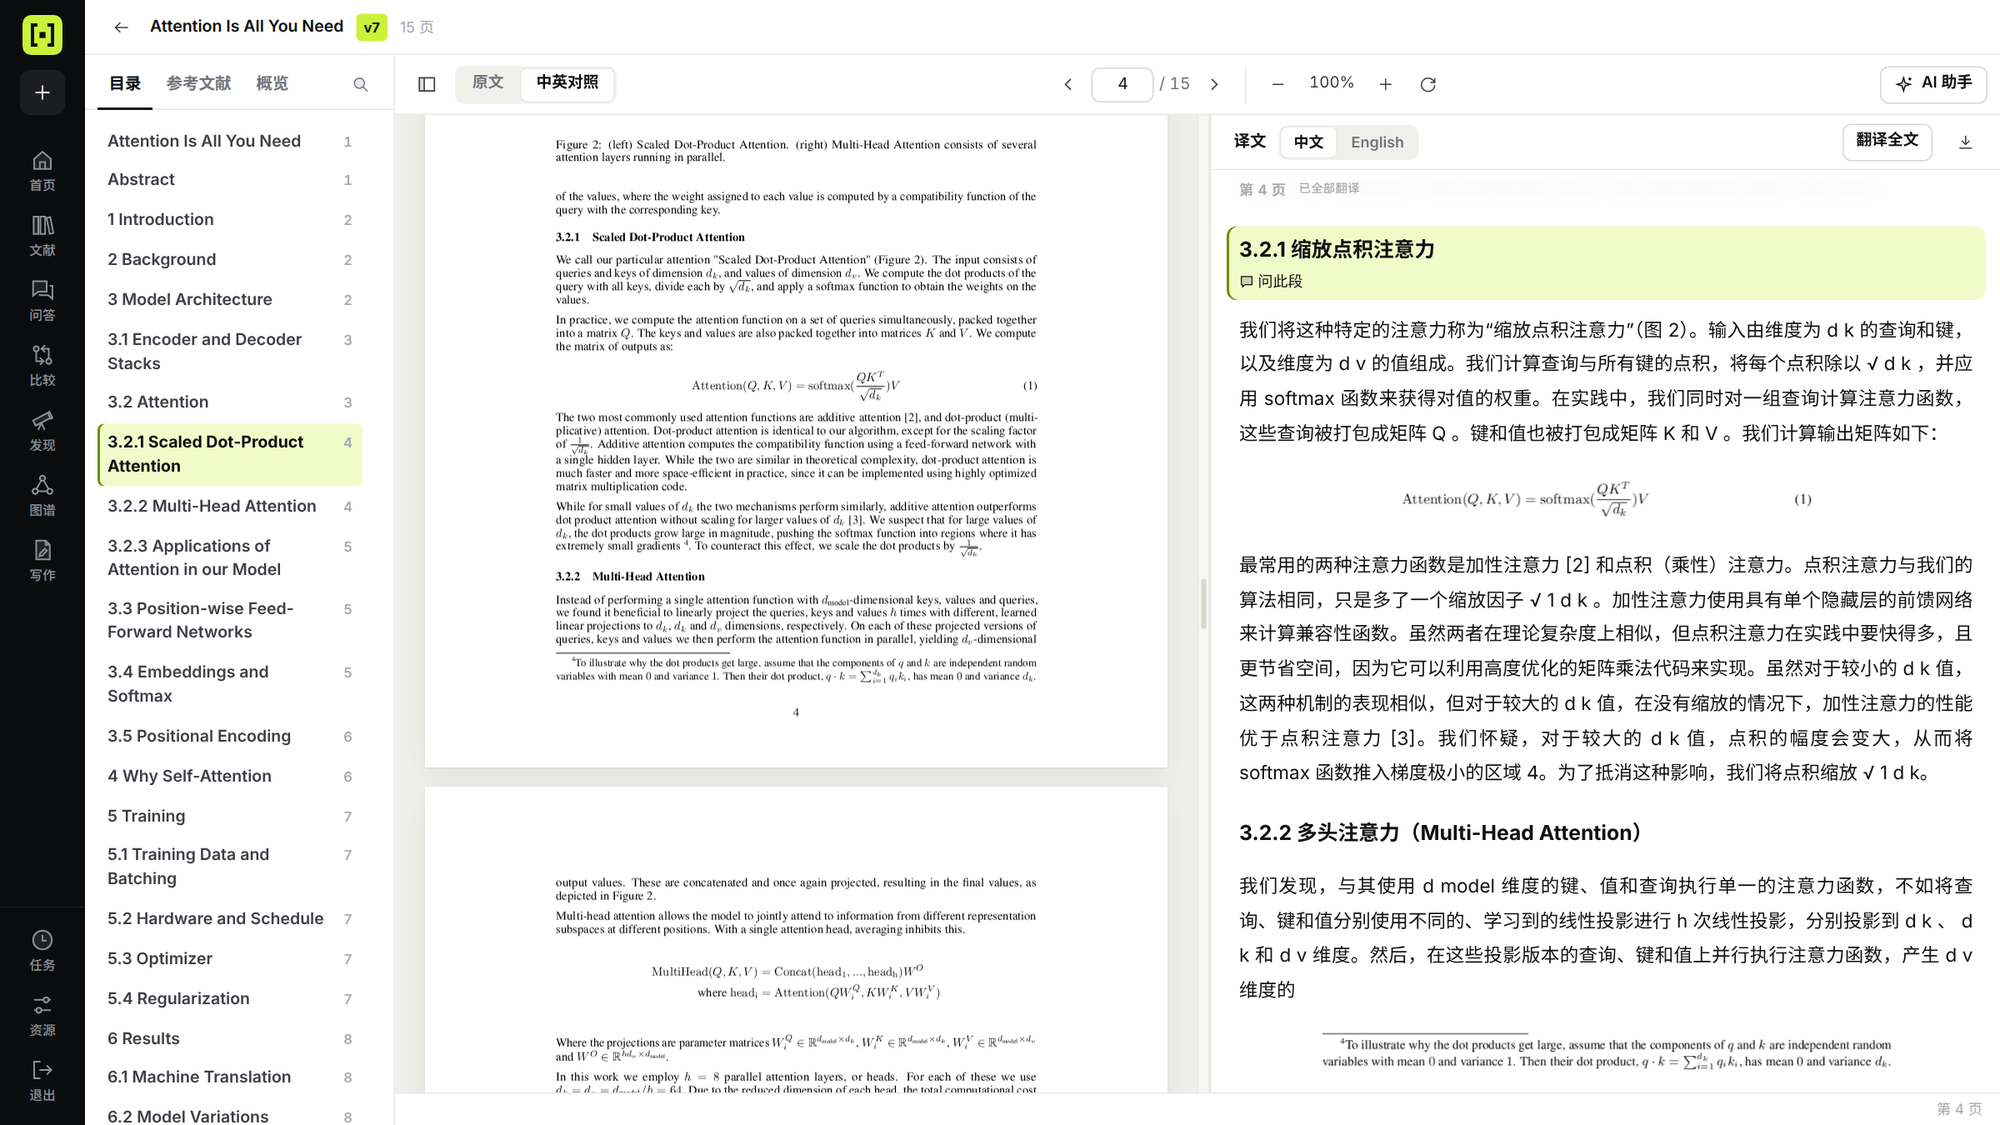 Attention Is All You Need v7 15 页
首页
文献
问答
比较
发现
图谱
写作
任务
资源
退出
目录 参考文献 概览
Attention Is All You Need 1
Abstract 1
1 Introduction 2
2 Background 2
3 Model Architecture 2
3.1 Encoder and Decoder 3
Stacks
3.2 Attention 3
3.2.1 Scaled Dot-Product 4
Attention
3.2.2 Multi-Head Attention 4
3.2.3 Applications of 5
Attention in our Model
3.3 Position-wise Feed- 5
Forward Networks
3.4 Embeddings and 5
Softmax
3.5 Positional Encoding 6
4 Why Self-Attention 6
5 Training 7
5.1 Training Data and 7
Batching
5.2 Hardware and Schedule 7
5.3 Optimizer 7
5.4 Regularization 7
6 Results 8
6.1 Machine Translation 8
6.2 Model Variations 8
原文 中英对照 4 / 15 100% AI 助手
Figure 2: (left) Scaled Dot-Product Attention. (right) Multi-Head Attention consists of several
attention layers running in parallel.
of the values, where the weight assigned to each value is computed by a compatibility function of the
query with the corresponding key.
3.2.1 Scaled Dot-Product Attention
We call our particular attention "Scaled Dot-Product Attention" (Figure 2). The input consists of
queries and keys of dimension d_k, and values of dimension d_v. We compute the dot products of the
query with all keys, divide each by √d_k, and apply a softmax function to obtain the weights on the
values.
In practice, we compute the attention function on a set of queries simultaneously, packed together
into a matrix Q. The keys and values are also packed together into matrices K and V. We compute
the matrix of outputs as:
Attention(Q, K, V) = softmax(QK^T/√d_k)V (1)
The two most commonly used attention functions are additive attention [2], and dot-product (multi-
plicative) attention. Dot-product attention is identical to our algorithm, except for the scaling factor
of 1/√d_k. Additive attention computes the compatibility function using a feed-forward network with
a single hidden layer. While the two are similar in theoretical complexity, dot-product attention is
much faster and more space-efficient in practice, since it can be implemented using highly optimized
matrix multiplication code.
While for small values of d_k the two mechanisms perform similarly, additive attention outperforms
dot product attention without scaling for larger values of d_k [3]. We suspect that for large values of
d_k, the dot products grow large in magnitude, pushing the softmax function into regions where it has
extremely small gradients ⁴. To counteract this effect, we scale the dot products by 1/√d_k.
3.2.2 Multi-Head Attention
Instead of performing a single attention function with d_model-dimensional keys, values and queries,
we found it beneficial to linearly project the queries, keys and values h times with different, learned
linear projections to d_k, d_k and d_v dimensions, respectively. On each of these projected versions of
queries, keys and values we then perform the attention function in parallel, yielding d_v-dimensional
⁴To illustrate why the dot products get large, assume that the components of q and k are independent random
variables with mean 0 and variance 1. Then their dot product, q · k = ∑_{i=1}^{d_k} q_i k_i, has mean 0 and variance d_k.
4
output values. These are concatenated and once again projected, resulting in the final values, as
depicted in Figure 2.
Multi-head attention allows the model to jointly attend to information from different representation
subspaces at different positions. With a single attention head, averaging inhibits this.
MultiHead(Q, K, V) = Concat(head_1, ..., head_h)W^O
where head_i = Attention(QW_i^Q, KW_i^K, VW_i^V)
Where the projections are parameter matrices W_i^Q ∈ ℝ^{d_model×d_k}, W_i^K ∈ ℝ^{d_model×d_k}, W_i^V ∈ ℝ^{d_model×d_v}
and W^O ∈ ℝ^{hd_v×d_model}.
In this work we employ h = 8 parallel attention layers, or heads. For each of these we use
d_k = d_v = d_model/h = 64. Due to the reduced dimension of each head, the total computational cost
译文 中文 English 翻译全文
第 4 页 已全部翻译
3.2.1 缩放点积注意力
问此段
我们将这种特定的注意力称为“缩放点积注意力”（图 2）。输入由维度为 d k 的查询和键，
以及维度为 d v 的值组成。我们计算查询与所有键的点积，将每个点积除以 √ d k ，并应
用 softmax 函数来获得对值的权重。在实践中，我们同时对一组查询计算注意力函数，
这些查询被打包成矩阵 Q 。键和值也被打包成矩阵 K 和 V 。我们计算输出矩阵如下：
Attention(Q, K, V) = softmax(QK^T/√d_k)V (1)
最常用的两种注意力函数是加性注意力 [2] 和点积（乘性）注意力。点积注意力与我们的
算法相同，只是多了一个缩放因子 √ 1 d k 。加性注意力使用具有单个隐藏层的前馈网络
来计算兼容性函数。虽然两者在理论复杂度上相似，但点积注意力在实践中要快得多，且
更节省空间，因为它可以利用高度优化的矩阵乘法代码来实现。虽然对于较小的 d k 值，
这两种机制的表现相似，但对于较大的 d k 值，在没有缩放的情况下，加性注意力的性能
优于点积注意力 [3]。我们怀疑，对于较大的 d k 值，点积的幅度会变大，从而将
softmax 函数推入梯度极小的区域 4。为了抵消这种影响，我们将点积缩放 √ 1 d k。
3.2.2 多头注意力（Multi-Head Attention）
我们发现，与其使用 d model 维度的键、值和查询执行单一的注意力函数，不如将查
询、键和值分别使用不同的、学习到的线性投影进行 h 次线性投影，分别投影到 d k 、 d
k 和 d v 维度。然后，在这些投影版本的查询、键和值上并行执行注意力函数，产生 d v
维度的
⁴To illustrate why the dot products get large, assume that the components of q and k are independent random
variables with mean 0 and variance 1. Then their dot product, q · k = ∑_{i=1}^{d_k} q_i k_i, has mean 0 and variance d_k.
第 4 页